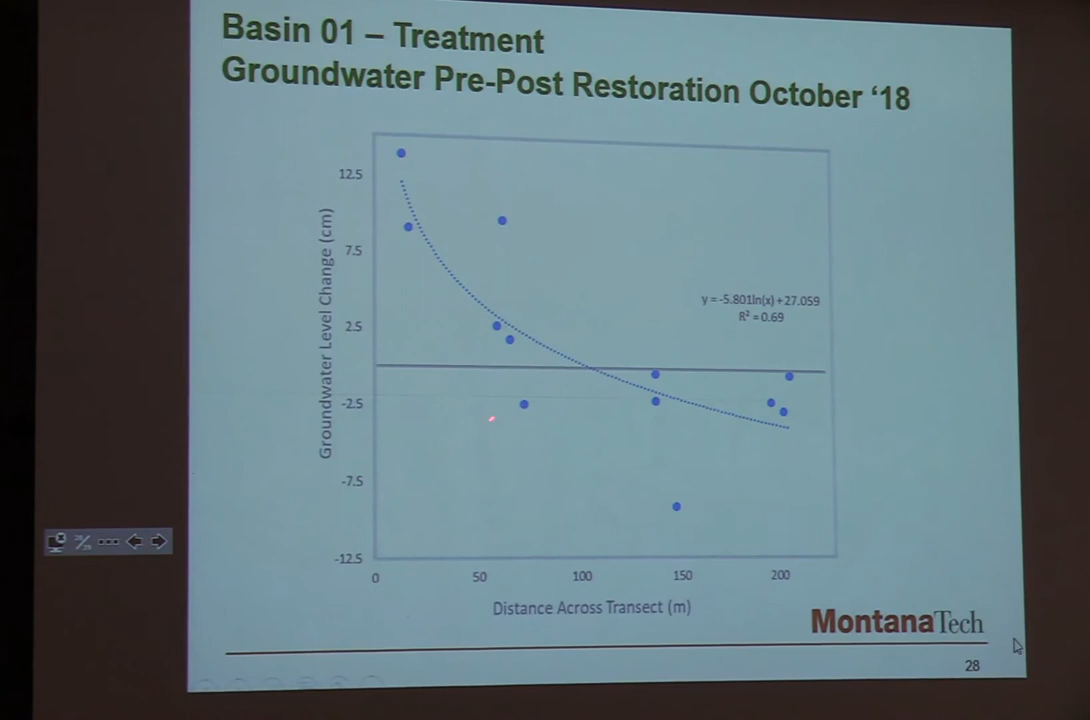 Basin 01 – Treatment
Groundwater Pre-Post Restoration October ‘18
12.5
7.5
2.5
-2.5
-7.5
-12.5
Groundwater Level Change (cm)
y = -5.801ln(x) + 27.059
R² = 0.69
0 50 100 150 200
Distance Across Transect (m)
MontanaTech
28